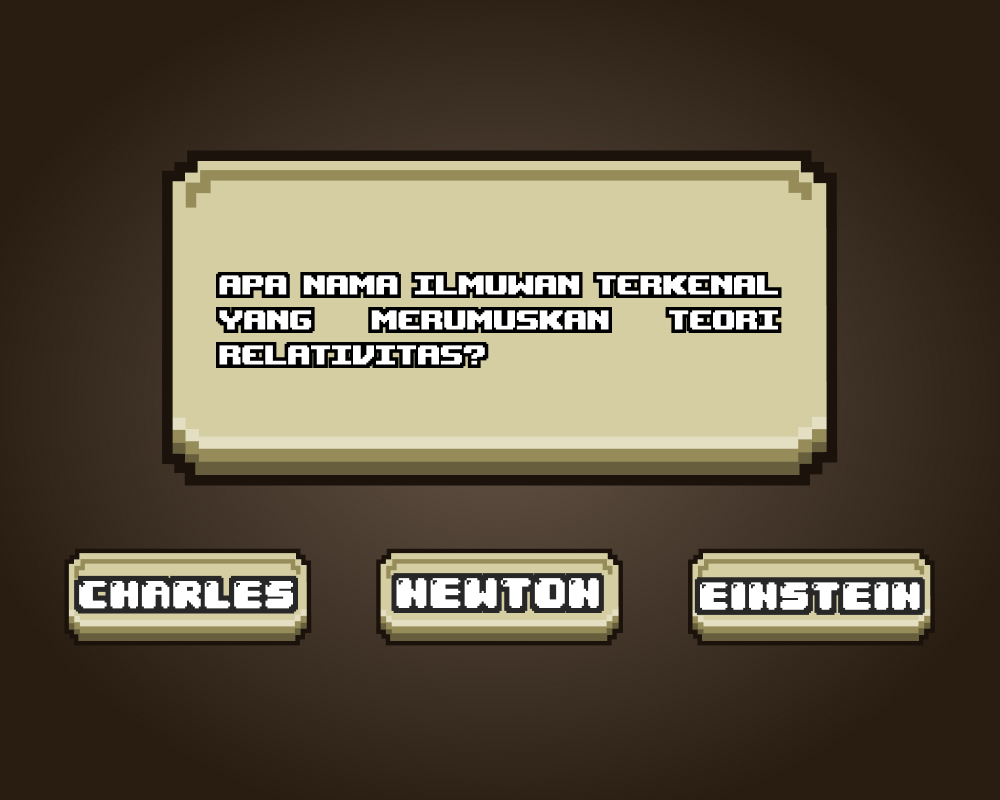 APA NAMA ILMUWAN TERKENAL
YANG MERUMUSKAN TEORI
RELATIVITAS?
CHARLES
NEWTON
EINSTEIN